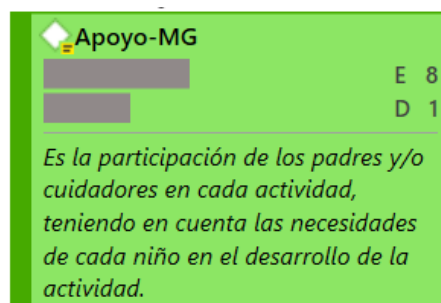 Apoyo-MG
E 8
D 1
Es la participación de los padres y/o
cuidadores en cada actividad,
teniendo en cuenta las necesidades
de cada niño en el desarrollo de la
actividad.